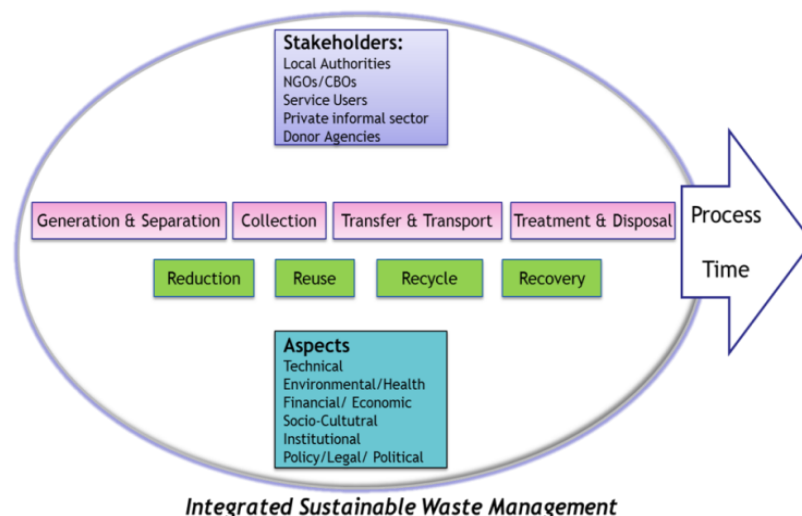 Stakeholders:
Local Authorities
NGOs/CBOs
Service Users
Private informal sector
Donor Agencies
Generation & Separation
Collection
Transfer & Transport
Treatment & Disposal
Process
Time
Reduction
Reuse
Recycle
Recovery
Aspects
Technical
Environmental/Health
Financial/ Economic
Socio-Cultutral
Institutional
Policy/Legal/ Political
Integrated Sustainable Waste Management